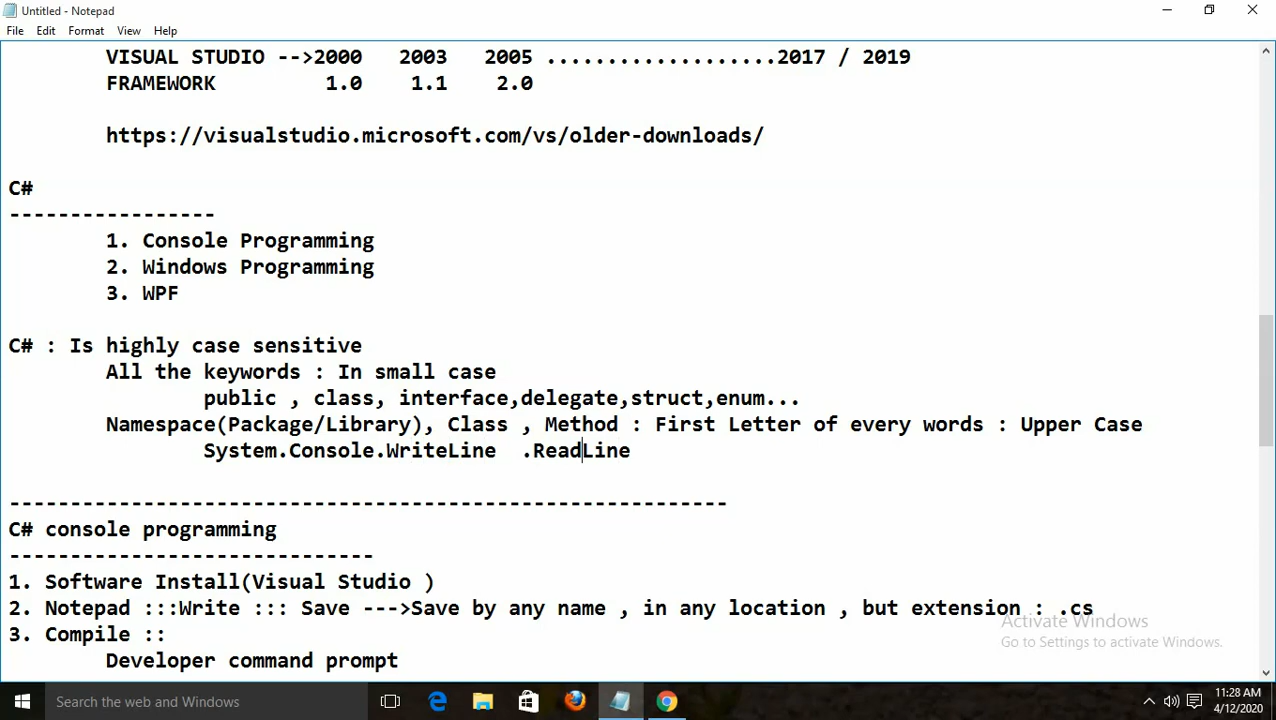 Untitled - Notepad
File Edit Format View Help
VISUAL STUDIO -->2000 2003 2005 ...................2017 / 2019
FRAMEWORK 1.0 1.1 2.0
https://visualstudio.microsoft.com/vs/older-downloads/
C#
-----------------
1. Console Programming
2. Windows Programming
3. WPF
C# : Is highly case sensitive
All the keywords : In small case
public , class, interface,delegate,struct,enum...
Namespace(Package/Library), Class , Method : First Letter of every words : Upper Case
System.Console.WriteLine .ReadLine
-----------------------------------------------------------
C# console programming
------------------------------
1. Software Install(Visual Studio )
2. Notepad :::Write ::: Save --->Save by any name , in any location , but extension : .cs
3. Compile ::
Developer command prompt
Activate Windows
Go to Settings to activate Windows.
Search the web and Windows
11:28 AM
4/12/2020